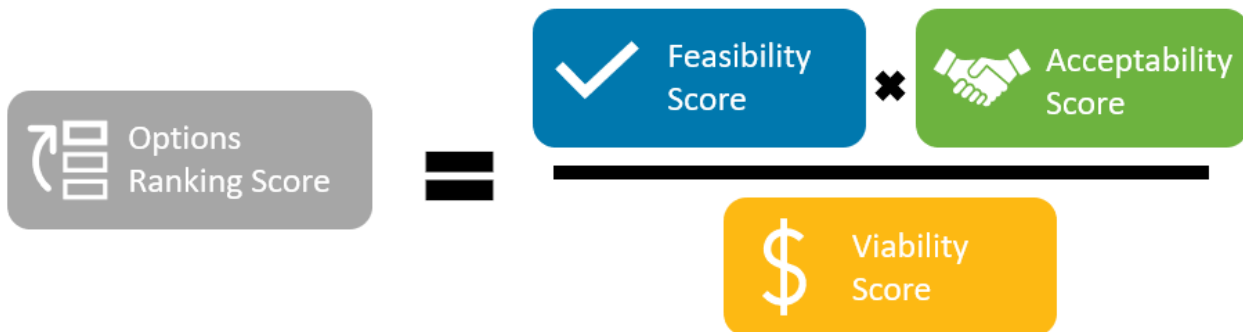 Options
Ranking Score
=
Feasibility
Score
×
Acceptability
Score
$
Viability
Score